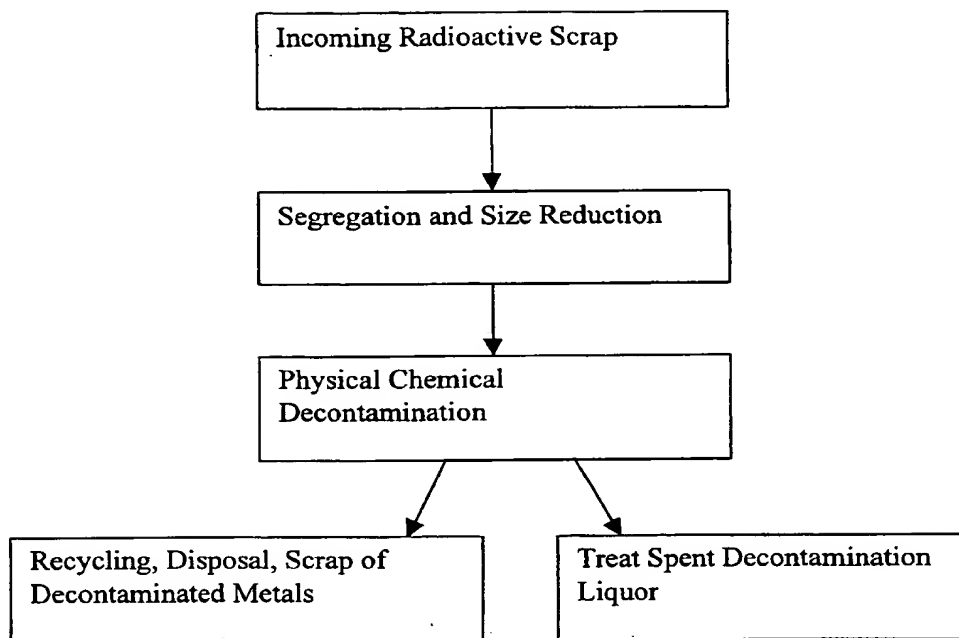 Incoming Radioactive Scrap
Segregation and Size Reduction
Physical Chemical
Decontamination
Recycling, Disposal, Scrap of
Decontaminated Metals
Treat Spent Decontamination
Liquor